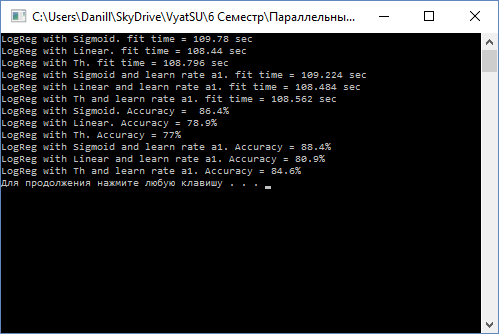 C:\Users\Danill\SkyDrive\VyatSU\6 Семестр\Параллельны...
LogReg with Sigmoid. fit time = 109.78 sec
LogReg with Linear. fit time = 108.44 sec
LogReg with Th. fit time = 108.796 sec
LogReg with Sigmoid and learn rate a1. fit time = 109.224 sec
LogReg with Linear and learn rate a1. fit time = 108.484 sec
LogReg with Th and learn rate a1. fit time = 108.562 sec
LogReg with Sigmoid. Accuracy =  86.4%
LogReg with Linear. Accuracy = 78.9%
LogReg with Th. Accuracy = 77%
LogReg with Sigmoid and learn rate a1. Accuracy = 88.4%
LogReg with Linear and learn rate a1. Accuracy = 80.9%
LogReg with Th and learn rate a1. Accuracy = 84.6%
Для продолжения нажмите любую клавишу . . .